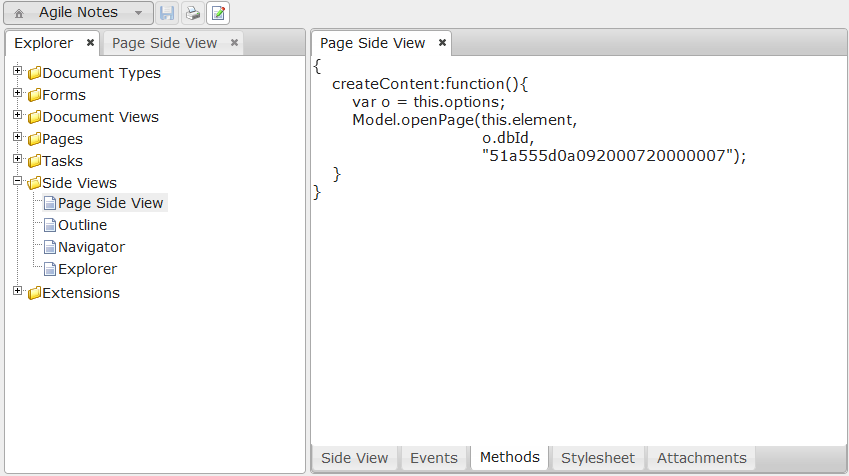 Agile Notes
Explorer
Page Side View
Document Types
Forms
Document Views
Pages
Tasks
Side Views
Page Side View
Outline
Navigator
Explorer
Extensions
Page Side View
{
createContent:function(){
var o = this.options;
Model.openPage(this.element,
o.dbId,
"51a555d0a092000720000007");
}
}
Side View Events Methods Stylesheet Attachments